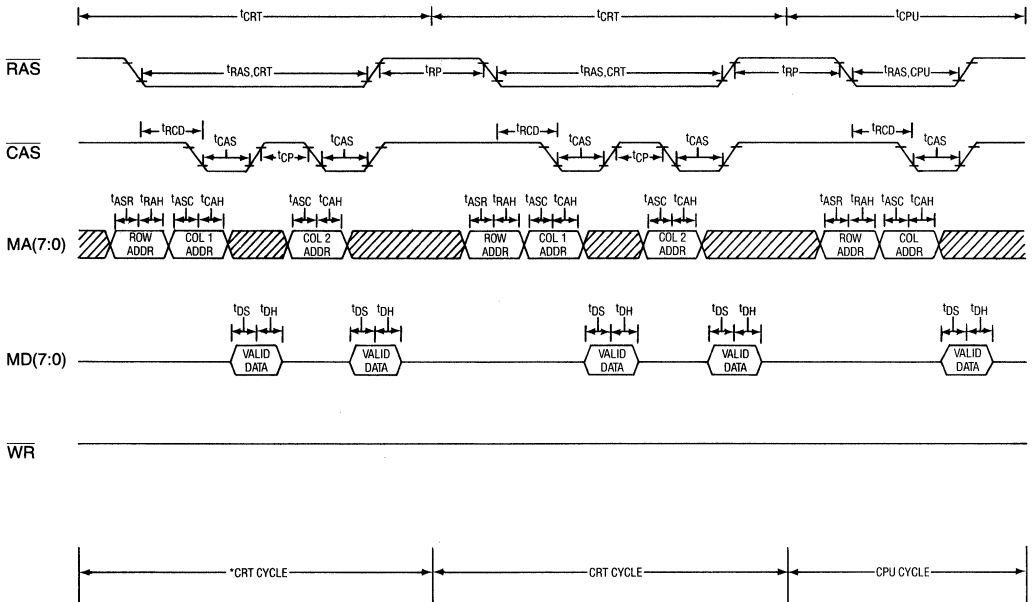 tCRT tCRT tCPU
RAS tRAS,CRT tRP tRAS,CRT tRP tRAS,CPU
tRCD tRCD tRCD
CAS tCAS tCP tCAS tCAS tCP tCAS tCAS
tASR tRAH tASC tCAH tASC tCAH tASR tRAH tASC tCAH tASC tCAH tASR tRAH tASC tCAH
MA(7:0) ROW ADDR COL 1 ADDR COL 2 ADDR ROW ADDR COL 1 ADDR COL 2 ADDR ROW ADDR COL ADDR
tDS tDH tDS tDH tDS tDH tDS tDH tDS tDH
MD(7:0) VALID DATA VALID DATA VALID DATA VALID DATA VALID DATA
WR
*CRT CYCLE CRT CYCLE CPU CYCLE